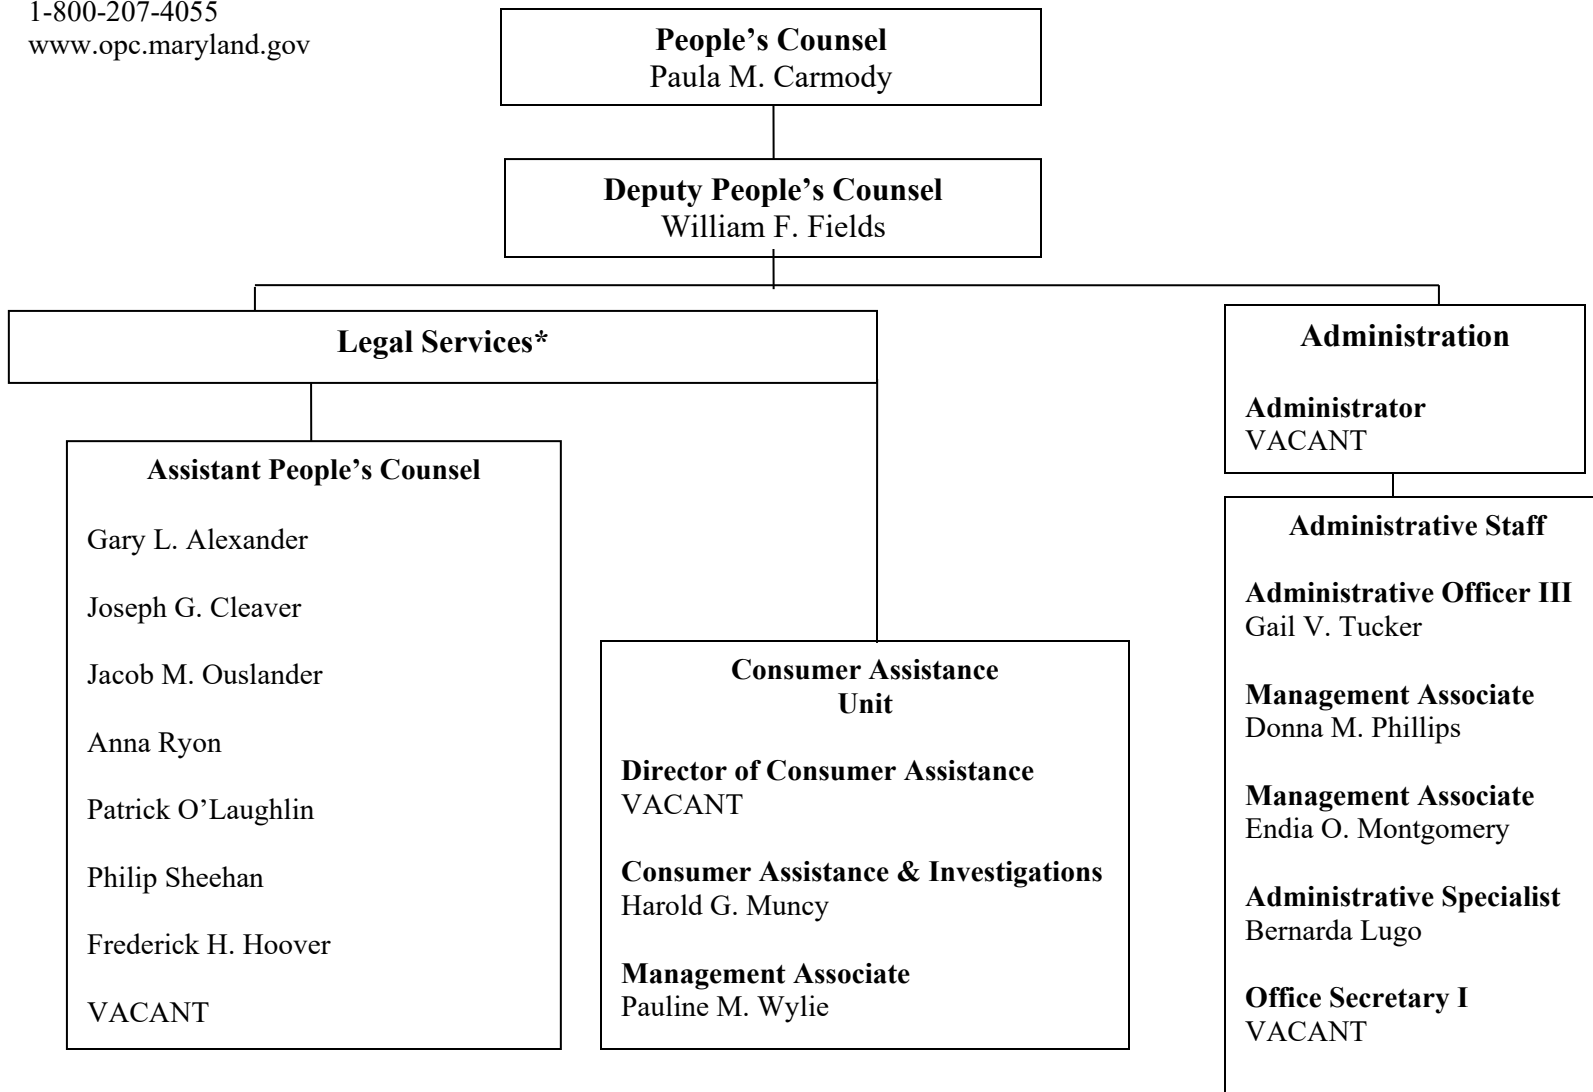 1-800-207-4055
www.opc.maryland.gov
People’s Counsel
Paula M. Carmody
Deputy People’s Counsel
William F. Fields
Legal Services*
Administration
Administrator
VACANT
Assistant People’s Counsel
Gary L. Alexander
Joseph G. Cleaver
Jacob M. Ouslander
Anna Ryon
Patrick O’Laughlin
Philip Sheehan
Frederick H. Hoover
VACANT
Consumer Assistance
Unit
Director of Consumer Assistance
VACANT
Consumer Assistance & Investigations
Harold G. Muncy
Management Associate
Pauline M. Wylie
Administrative Staff
Administrative Officer III
Gail V. Tucker
Management Associate
Donna M. Phillips
Management Associate
Endia O. Montgomery
Administrative Specialist
Bernarda Lugo
Office Secretary I
VACANT